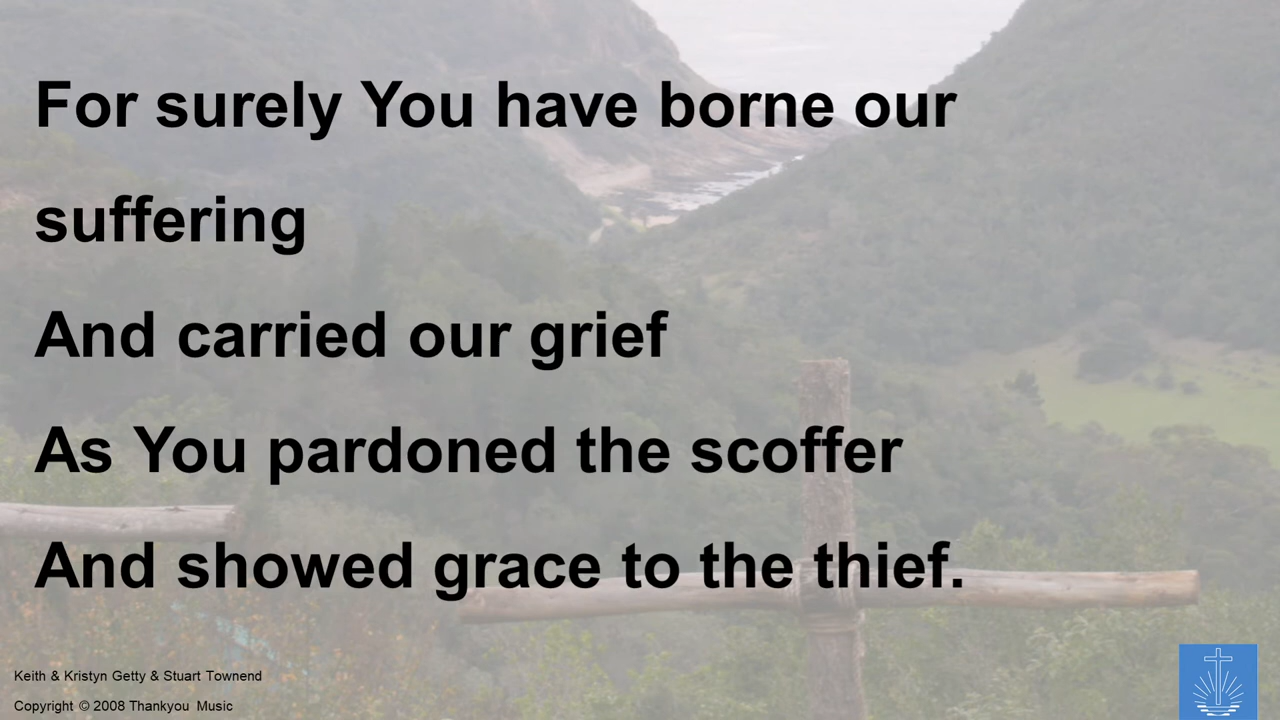 For surely You have borne our
suffering
And carried our grief
As You pardoned the scoffer
And showed grace to the thief.
Keith & Kristyn Getty & Stuart Townend
Copyright © 2008 Thankyou Music